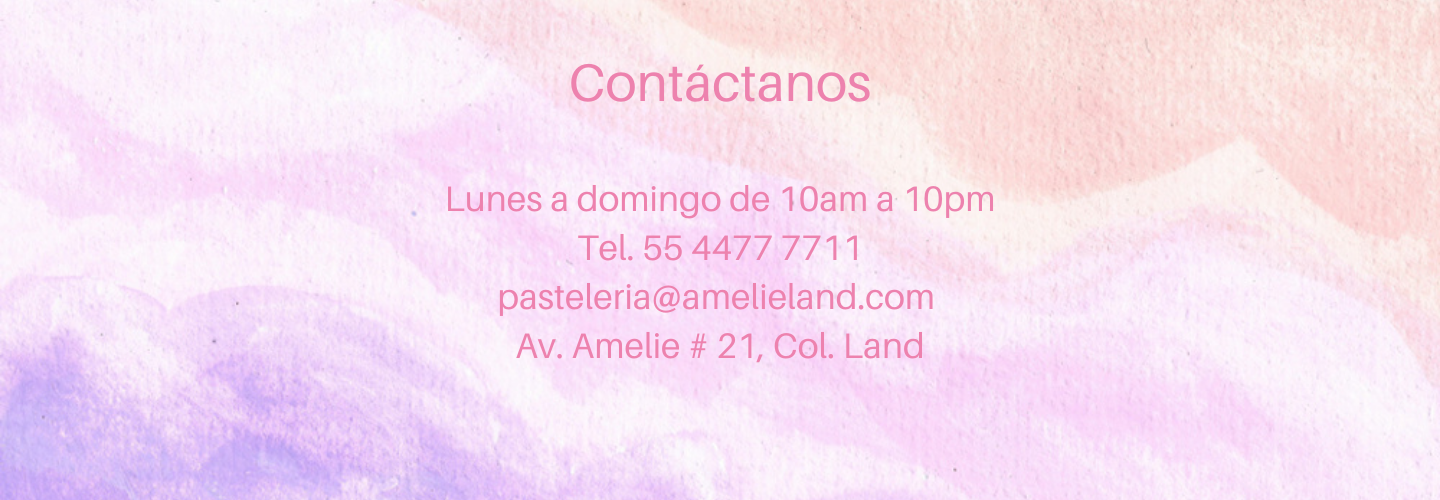 Contáctanos
Lunes a domingo de 10am a 10pm
Tel. 55 4477 7711
pasteleria@amelieland.com
Av. Amelie # 21, Col. Land